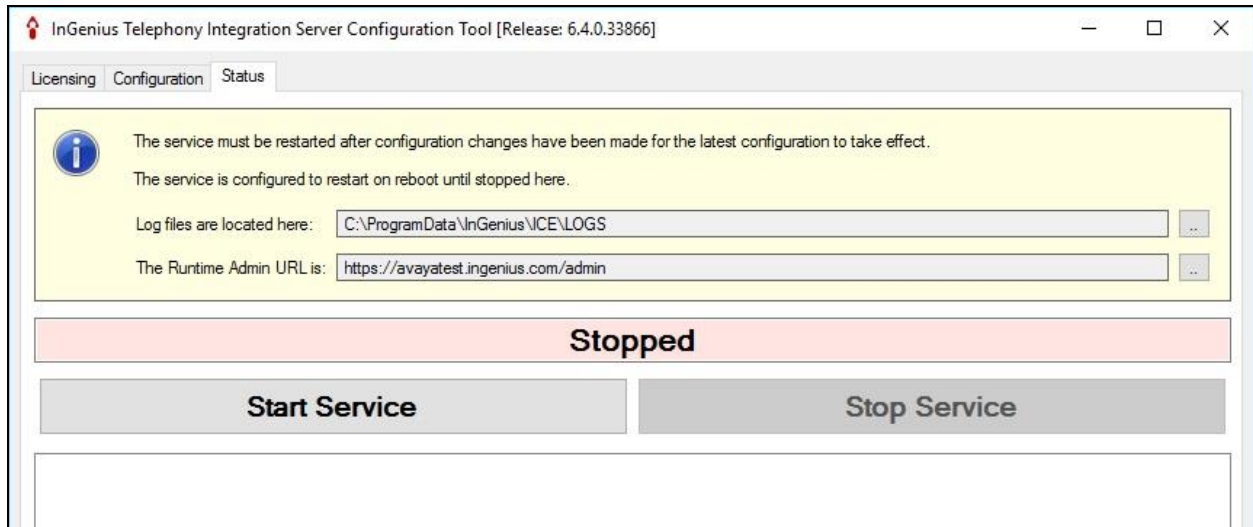 InGenius Telephony Integration Server Configuration Tool [Release: 6.4.0.33866]
Licensing Configuration Status
The service must be restarted after configuration changes have been made for the latest configuration to take effect.
The service is configured to restart on reboot until stopped here.
Log files are located here: C:\ProgramData\InGenius\ICE\LOGS ..
The Runtime Admin URL is: https://avayatest.ingenius.com/admin ..
Stopped
Start Service Stop Service